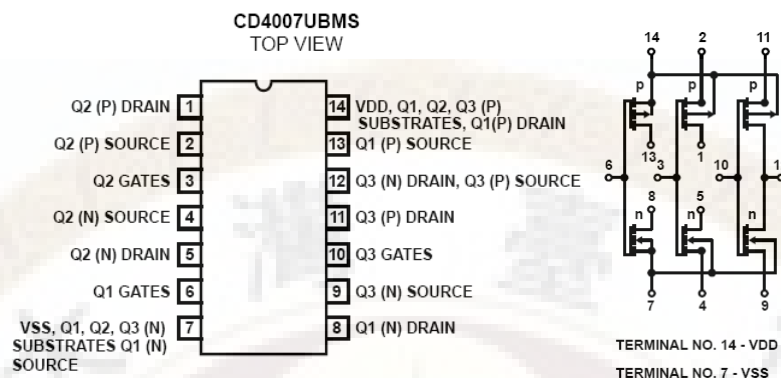 CD4007UBMS
TOP VIEW
Q2 (P) DRAIN 1
Q2 (P) SOURCE 2
Q2 GATES 3
Q2 (N) SOURCE 4
Q2 (N) DRAIN 5
Q1 GATES 6
VSS, Q1, Q2, Q3 (N) 7
SUBSTRATES Q1 (N)
SOURCE
14 VDD, Q1, Q2, Q3 (P)
SUBSTRATES, Q1(P) DRAIN
13 Q1 (P) SOURCE
12 Q3 (N) DRAIN, Q3 (P) SOURCE
11 Q3 (P) DRAIN
10 Q3 GATES
9 Q3 (N) SOURCE
8 Q1 (N) DRAIN
14 2 11
p p p
13 1
6 3 10 1
8 5
n n n
7 4 9
TERMINAL NO. 14 - VDD
TERMINAL NO. 7 - VSS